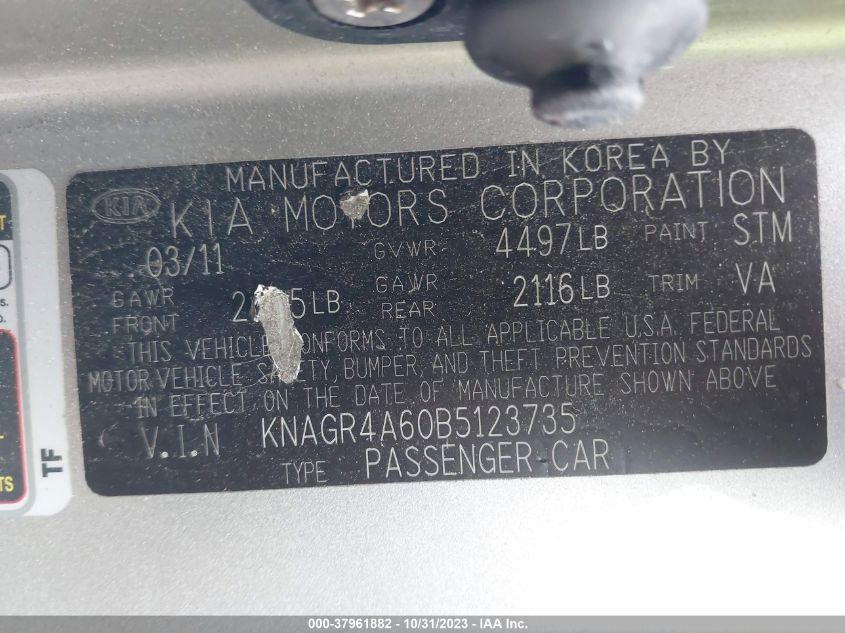 MANUFACTURED IN KOREA BY
KIA KIA MOTORS CORPORATION
03/11 GVWR 4497LB PAINT STM
GAWR FRONT LB GAWR REAR 2116LB TRIM VA
THIS VEHICLE CONFORMS TO ALL APPLICABLE U.S.A. FEDERAL
MOTOR VEHICLE SAFETY, BUMPER, AND THEFT PREVENTION STANDARDS
IN EFFECT ON THE DATE OF MANUFACTURE SHOWN ABOVE
V.I.N KNAGR4A60B5123735
TYPE PASSENGER CAR
TF
000-37961882 - 10/31/2023 - IAA Inc.